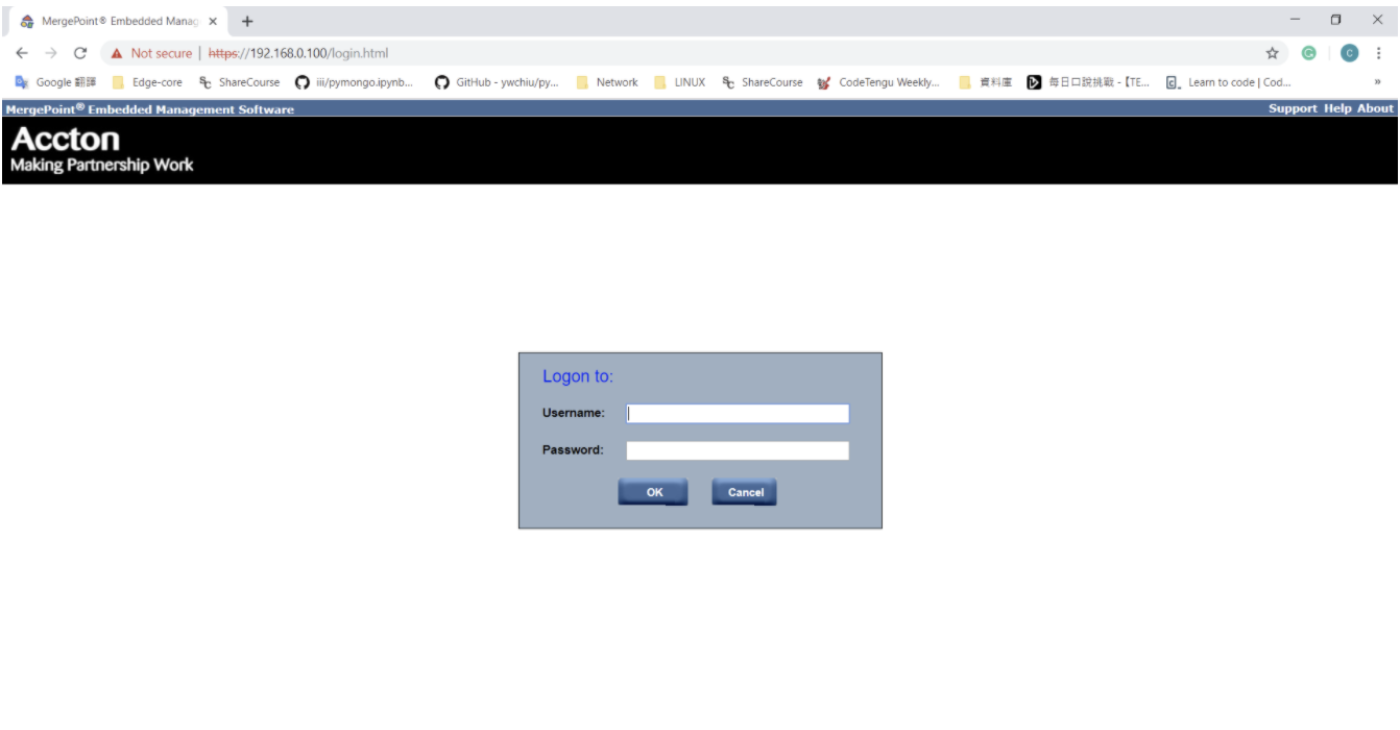 MergePoint® Embedded Manag
Not secure | https://192.168.0.100/login.html
Google 翻譯 Edge-core ShareCourse iii/pymongo.ipynb... GitHub - ywchiu/py... Network LINUX ShareCourse CodeTengu Weekly... 資料庫 每日口說挑戰 -【TE... Learn to code | Cod... »
MergePoint® Embedded Management Software Support Help About
Accton
Making Partnership Work
Logon to:
Username:
Password:
OK Cancel